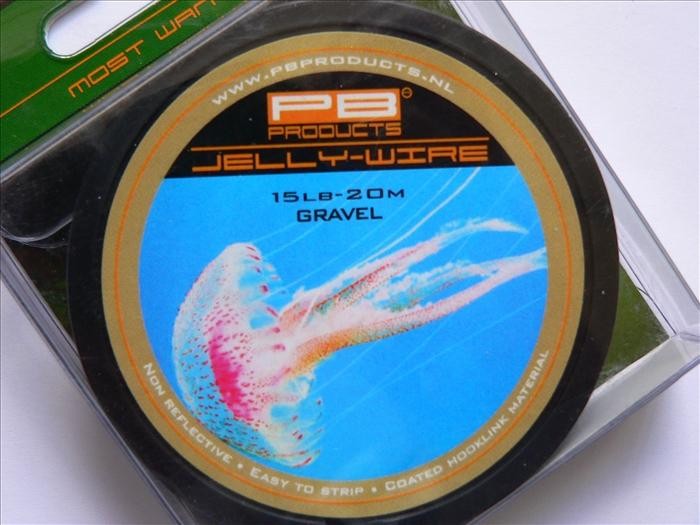 MOST WAN
WWW.PBPRODUCTS.NL
PB
PRODUCTS
JELLY-WIRE
15LB-20M
GRAVEL
NON REFLECTIVE • EASY TO STRIP • COATED HOOKLINK MATERIAL